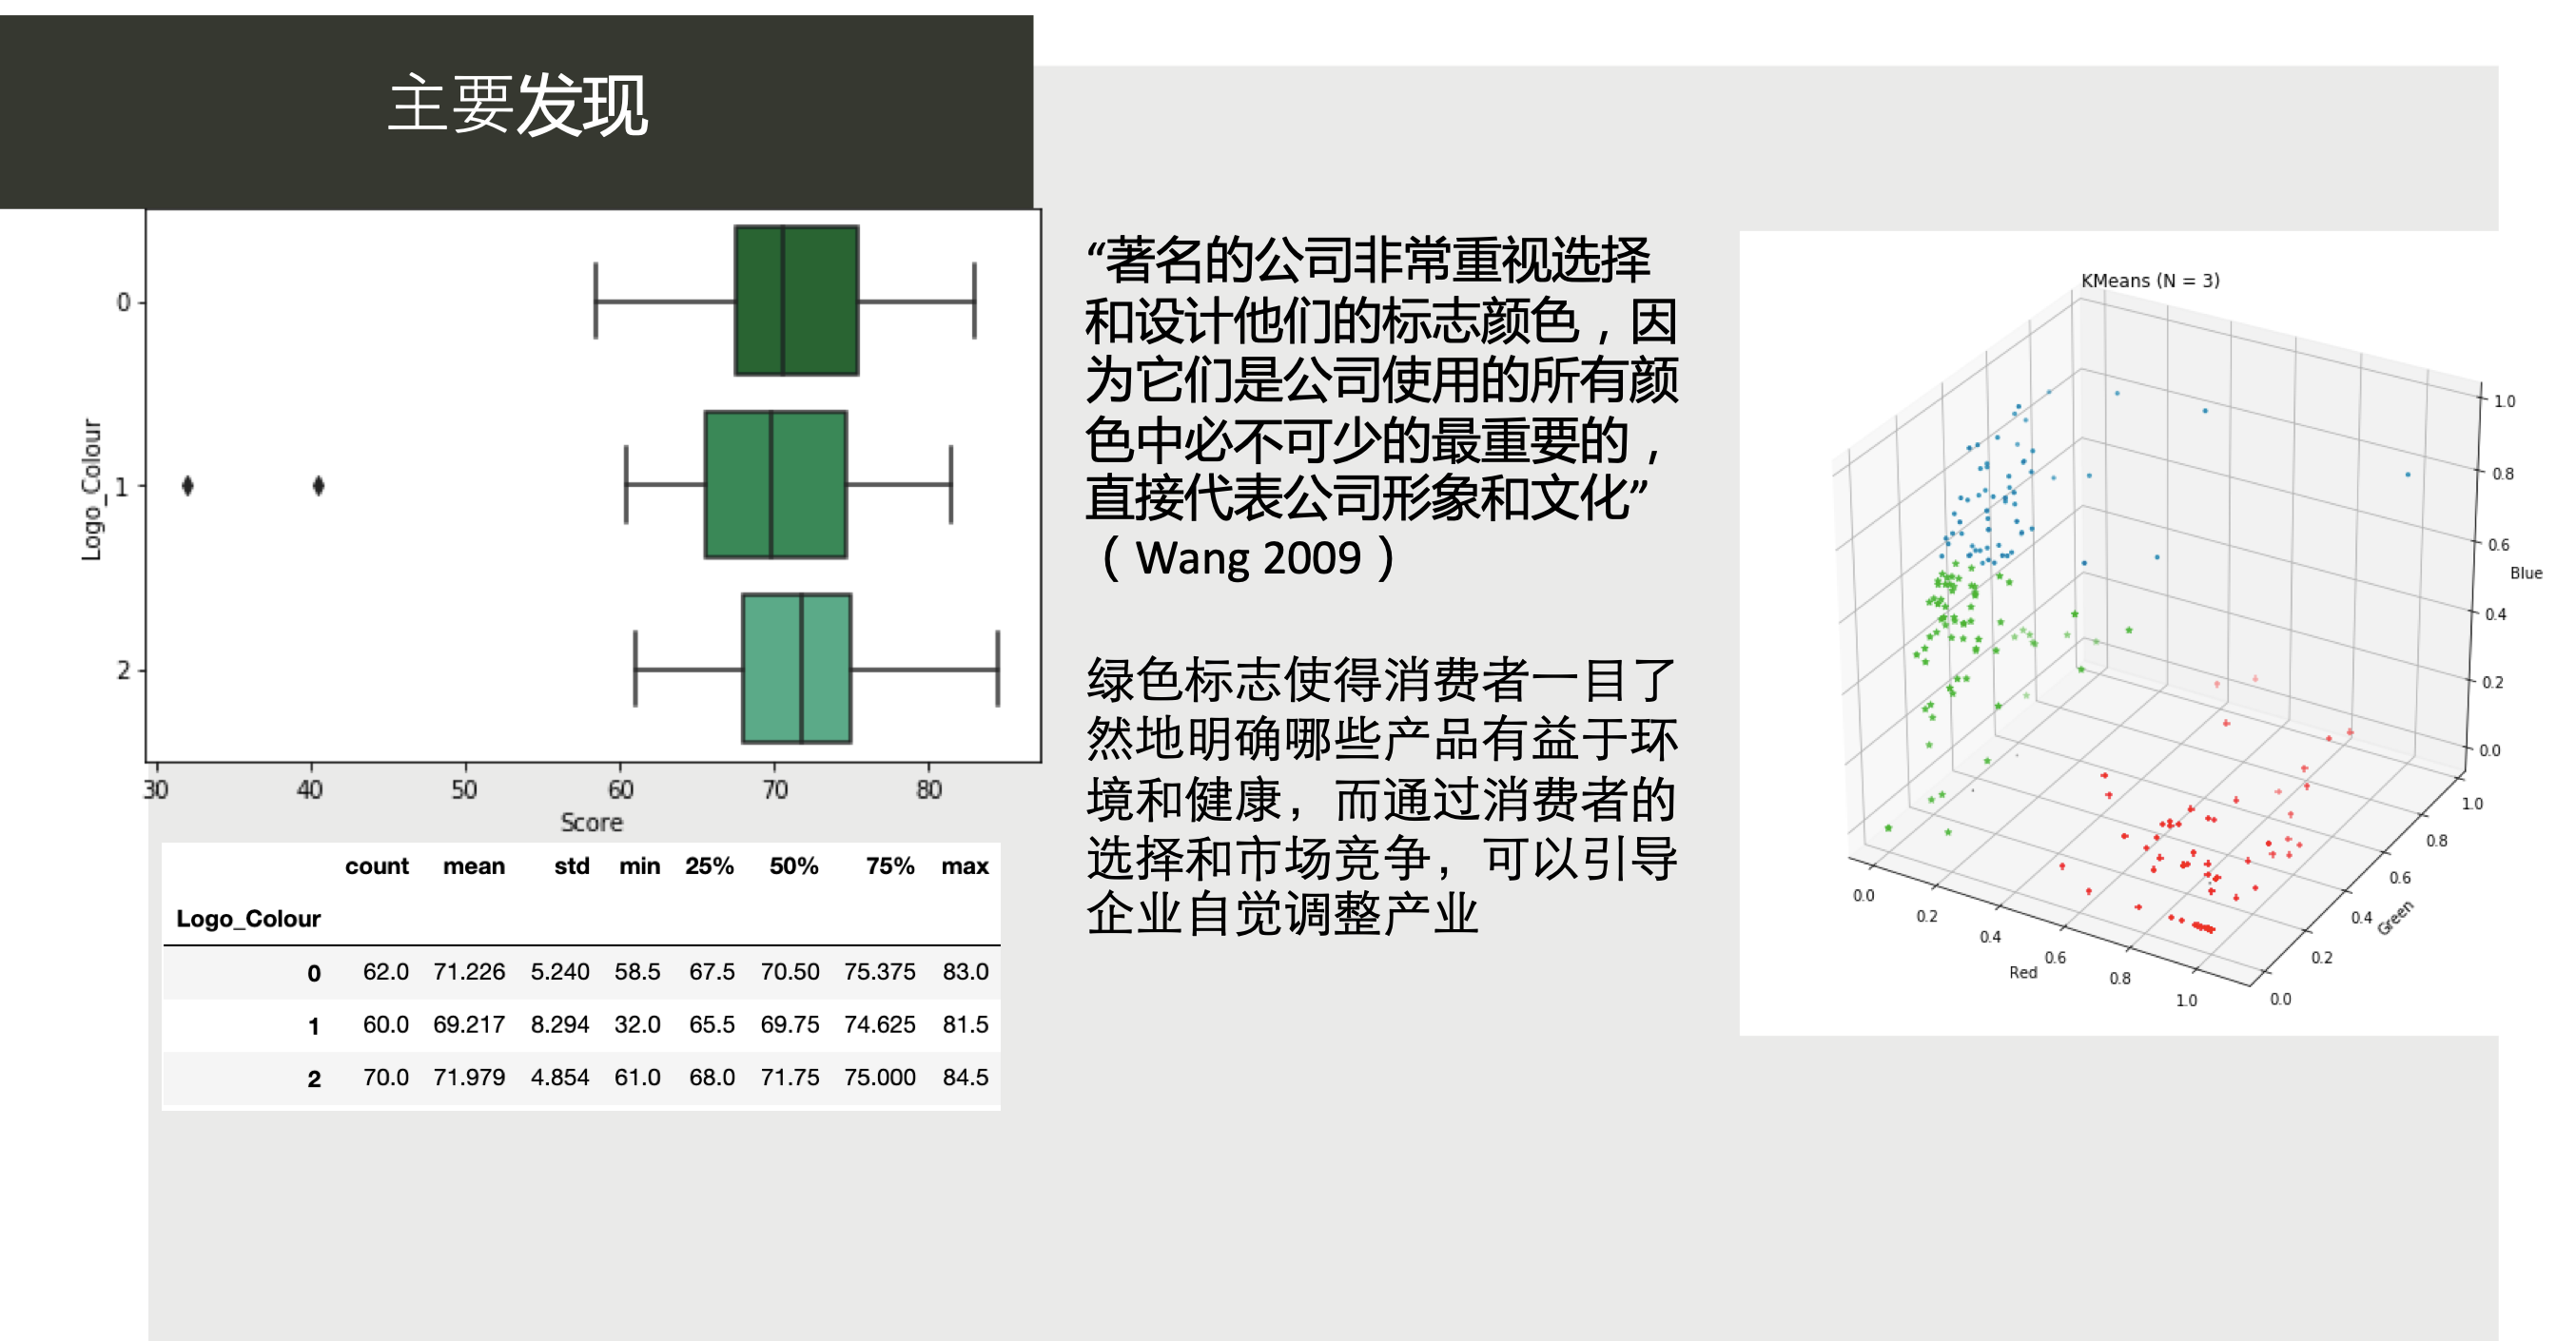 主要发现
0
1
2
Logo_Colour
30 40 50 60 70 80
Score
count mean std min 25% 50% 75% max
Logo_Colour
0 62.0 71.226 5.240 58.5 67.5 70.50 75.375 83.0
1 60.0 69.217 8.294 32.0 65.5 69.75 74.625 81.5
2 70.0 71.979 4.854 61.0 68.0 71.75 75.000 84.5
“著名的公司非常重视选择
和设计他们的标志颜色，因
为它们是公司使用的所有颜
色中必不可少的最重要的，
直接代表公司形象和文化”
（Wang 2009）
绿色标志使得消费者一目了
然地明确哪些产品有益于环
境和健康，而通过消费者的
选择和市场竞争，可以引导
企业自觉调整产业
KMeans (N = 3)
1.0
0.8
0.6
Blue
0.4
0.2
0.0
0.0 0.2 0.4 0.6 0.8 1.0
Red
1.0
0.8
0.6
0.4
0.2
0.0
Green